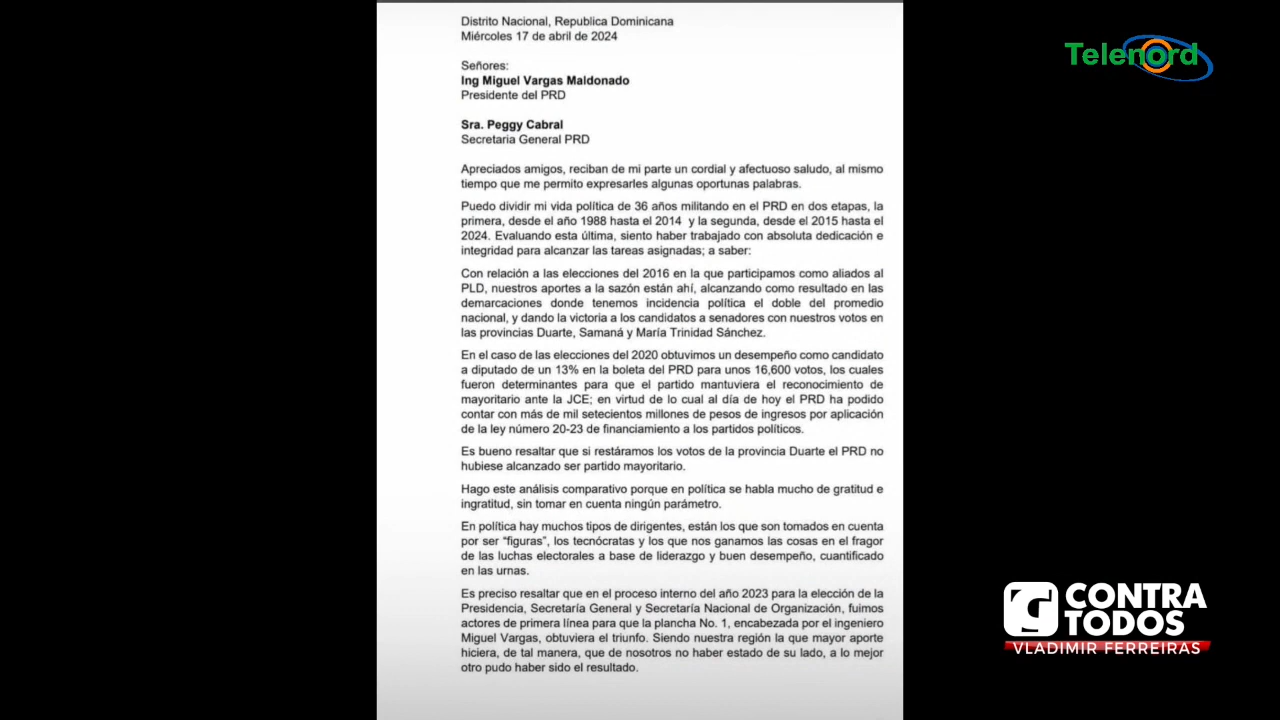 Distrito Nacional, Republica Dominicana
Miércoles 17 de abril de 2024
Señores:
Ing Miguel Vargas Maldonado
Presidente del PRD
Sra. Peggy Cabral
Secretaria General PRD
Apreciados amigos, reciban de mi parte un cordial y afectuoso saludo, al mismo
tiempo que me permito expresarles algunas oportunas palabras.
Puedo dividir mi vida política de 36 años militando en el PRD en dos etapas, la
primera, desde el año 1988 hasta el 2014 y la segunda, desde el 2015 hasta el
2024. Evaluando esta última, siento haber trabajado con absoluta dedicación e
integridad para alcanzar las tareas asignadas; a saber:
Con relación a las elecciones del 2016 en la que participamos como aliados al
PLD, nuestros aportes a la sazón están ahí, alcanzando como resultado en las
demarcaciones donde tenemos incidencia política el doble del promedio
nacional, y dando la victoria a los candidatos a senadores con nuestros votos en
las provincias Duarte, Samaná y María Trinidad Sánchez.
En el caso de las elecciones del 2020 obtuvimos un desempeño como candidato
a diputado de un 13% en la boleta del PRD para unos 16,600 votos, los cuales
fueron determinantes para que el partido mantuviera el reconocimiento de
mayoritario ante la JCE; en virtud de lo cual al día de hoy el PRD ha podido
contar con más de mil setecientos millones de pesos de ingresos por aplicación
de la ley número 20-23 de financiamiento a los partidos políticos.
Es bueno resaltar que si restáramos los votos de la provincia Duarte el PRD no
hubiese alcanzado ser partido mayoritario.
Hago este análisis comparativo porque en política se habla mucho de gratitud e
ingratitud, sin tomar en cuenta ningún parámetro.
En política hay muchos tipos de dirigentes, están los que son tomados en cuenta
por ser “figuras”, los tecnócratas y los que nos ganamos las cosas en el fragor
de las luchas electorales a base de liderazgo y buen desempeño, cuantificado
en las urnas.
Es preciso resaltar que en el proceso interno del año 2023 para la elección de la
Presidencia, Secretaría General y Secretaría Nacional de Organización, fuimos
actores de primera línea para que la plancha No. 1, encabezada por el ingeniero
Miguel Vargas, obtuviera el triunfo. Siendo nuestra región la que mayor aporte
hiciera, de tal manera, que de nosotros no haber estado de su lado, a lo mejor
otro pudo haber sido el resultado.
Telenord
CONTRA
TODOS
VLADIMIR FERREIRAS